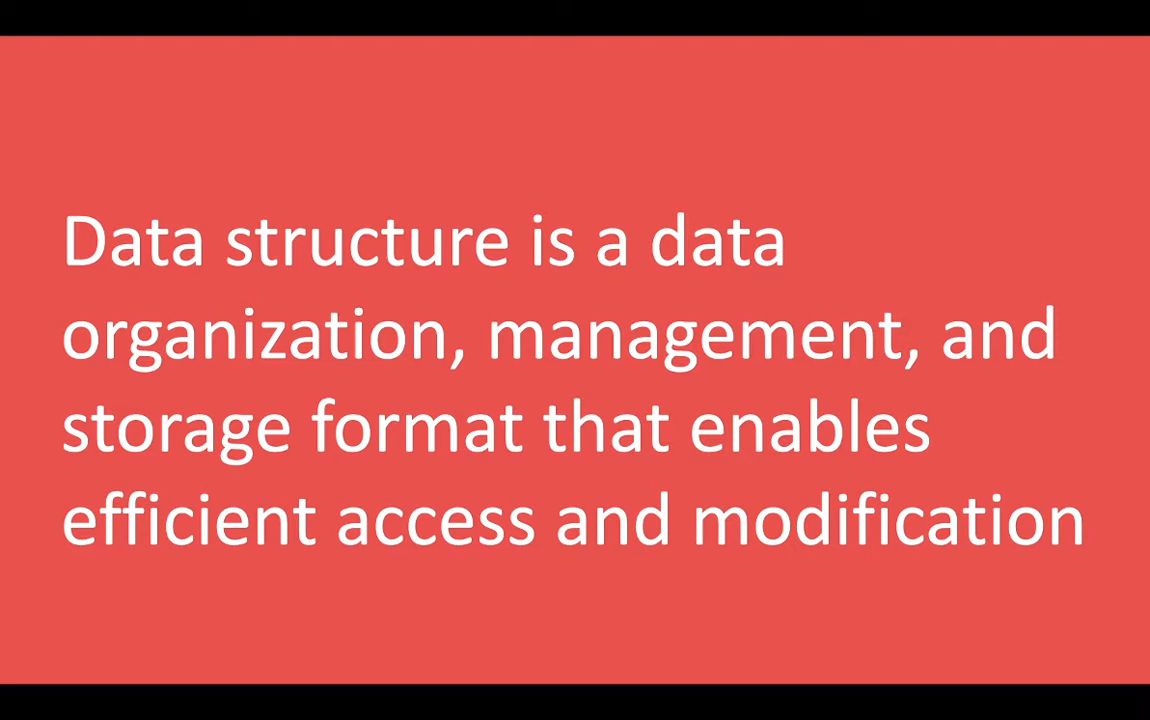 Data structure is a data
organization, management, and
storage format that enables
efficient access and modification